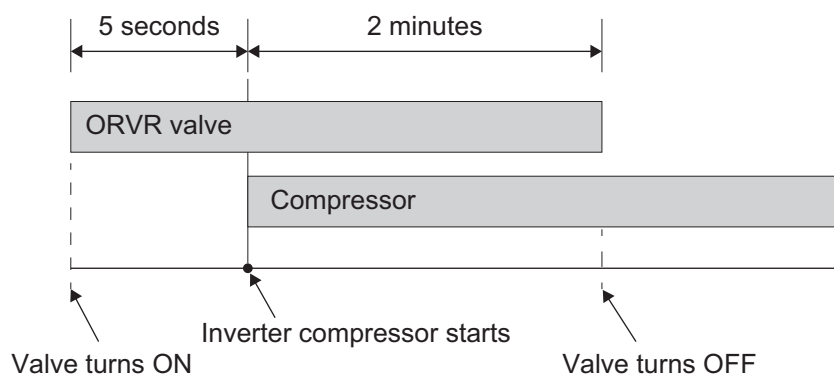 5 seconds
2 minutes
ORVR valve
Compressor
Inverter compressor starts
Valve turns ON
Valve turns OFF